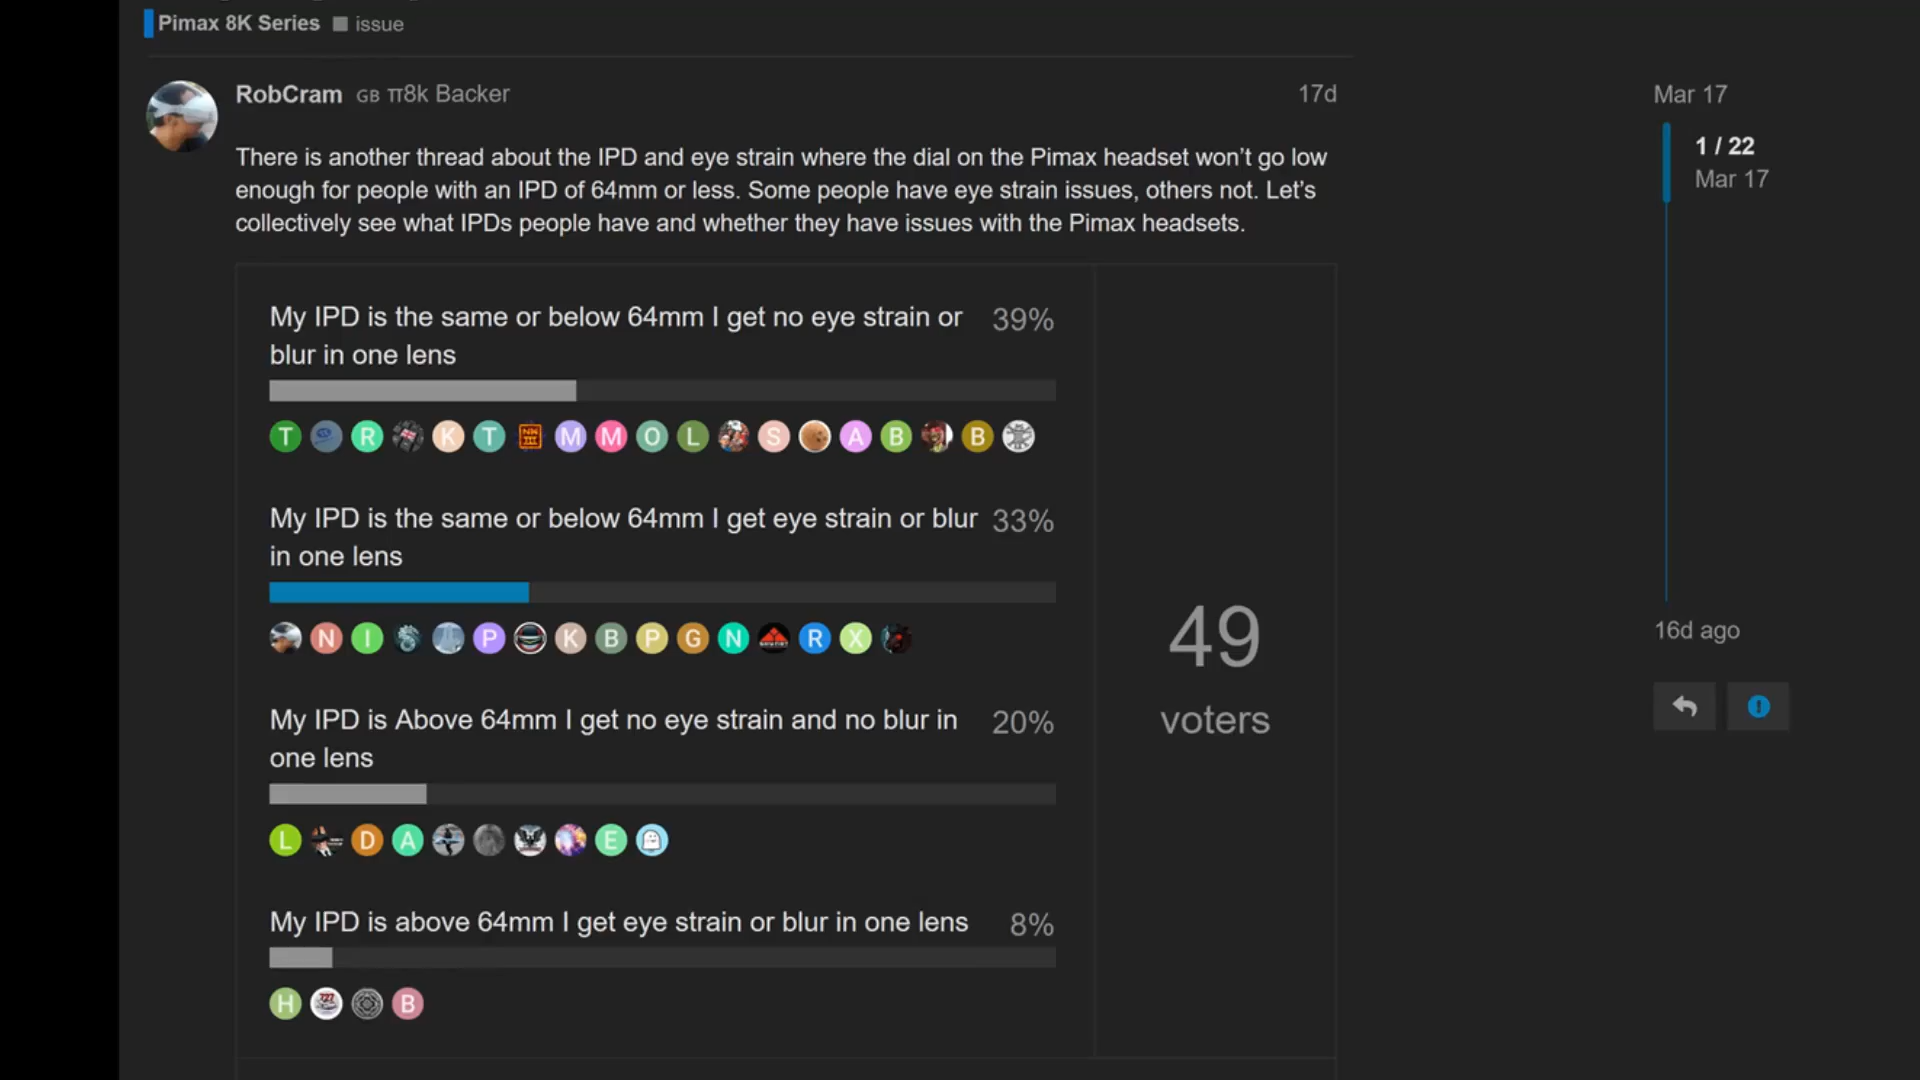 Pimax 8K Series issue
RobCram GB π8k Backer 17d
There is another thread about the IPD and eye strain where the dial on the Pimax headset won’t go low
enough for people with an IPD of 64mm or less. Some people have eye strain issues, others not. Let’s
collectively see what IPDs people have and whether they have issues with the Pimax headsets.
My IPD is the same or below 64mm I get no eye strain or 39%
blur in one lens
T R K T M M O L S A B B
My IPD is the same or below 64mm I get eye strain or blur 33%
in one lens
N I P K B P G N R X
My IPD is Above 64mm I get no eye strain and no blur in 20%
one lens
L D A E
My IPD is above 64mm I get eye strain or blur in one lens 8%
H 727 B
49
voters
Mar 17
1 / 22
Mar 17
16d ago